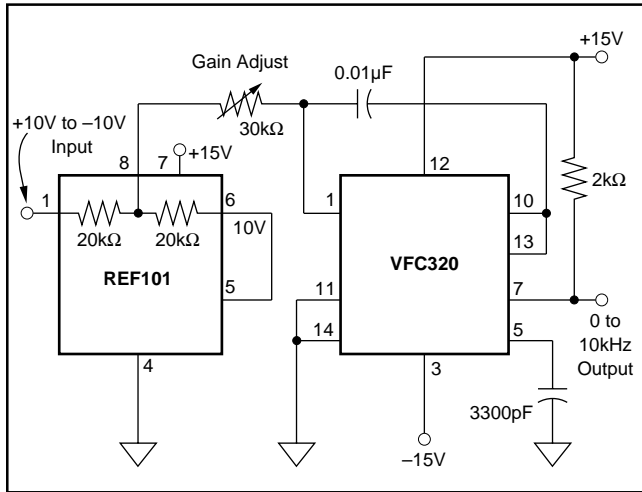 +15V
Gain Adjust
0.01µF
30kΩ
+10V to –10V
Input
8
7
+15V
12
2kΩ
1
6
1
10
20kΩ
20kΩ
10V
13
REF101
VFC320
5
11
7
14
5
0 to
10kHz
Output
4
3
3300pF
–15V